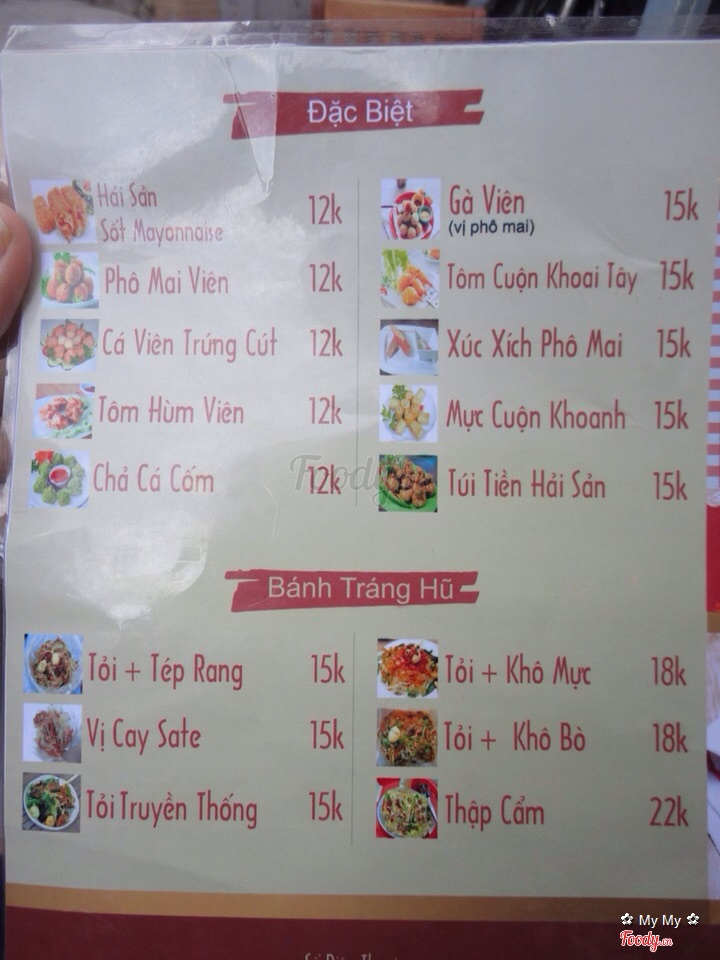 Đặc Biệt
Hải Sản
Sốt Mayonnaise 12k
Phô Mai Viên 12k
Cá Viên Trứng Cút 12k
Tôm Hùm Viên 12k
Chả Cá Cốm 12k
Gà Viên 15k
(vị phô mai)
Tôm Cuộn Khoai Tây 15k
Xúc Xích Phô Mai 15k
Mực Cuộn Khoanh 15k
Túi Tiền Hải Sản 15k
Foody
Bánh Tráng Hũ
Tỏi + Tép Rang 15k
Vị Cay Sate 15k
Tỏi Truyền Thống 15k
Tỏi + Khô Mực 18k
Tỏi + Khô Bò 18k
Thập Cẩm 22k
My My
Foody.vn